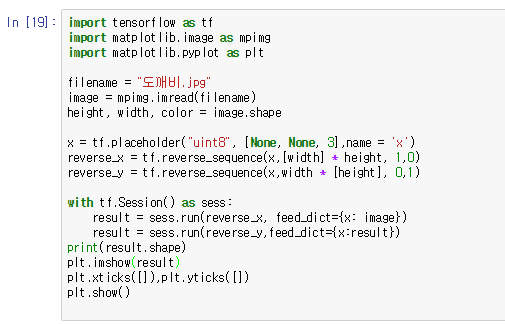 In [19]:
import tensorflow as tf
import matplotlib.image as mpimg
import matplotlib.pyplot as plt
filename = "도깨비.jpg"
image = mpimg.imread(filename)
height, width, color = image.shape
x = tf.placeholder("uint8", [None, None, 3],name = 'x')
reverse_x = tf.reverse_sequence(x,[width] * height, 1,0)
reverse_y = tf.reverse_sequence(x,width * [height], 0,1)
with tf.Session() as sess:
    result = sess.run(reverse_x, feed_dict={x: image})
    result = sess.run(reverse_y,feed_dict={x:result})
print(result.shape)
plt.imshow(result)
plt.xticks([]),plt.yticks([])
plt.show()